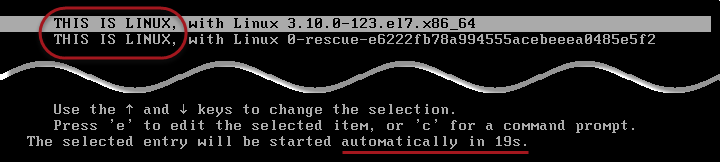 THIS IS LINUX, with Linux 3.10.0-123.el7.x86_64
THIS IS LINUX, with Linux 0-rescue-e6222fb78a994555acebeeea0485e5f2
Use the ↑ and ↓ keys to change the selection.
Press 'e' to edit the selected item, or 'c' for a command prompt.
The selected entry will be started automatically in 19s.